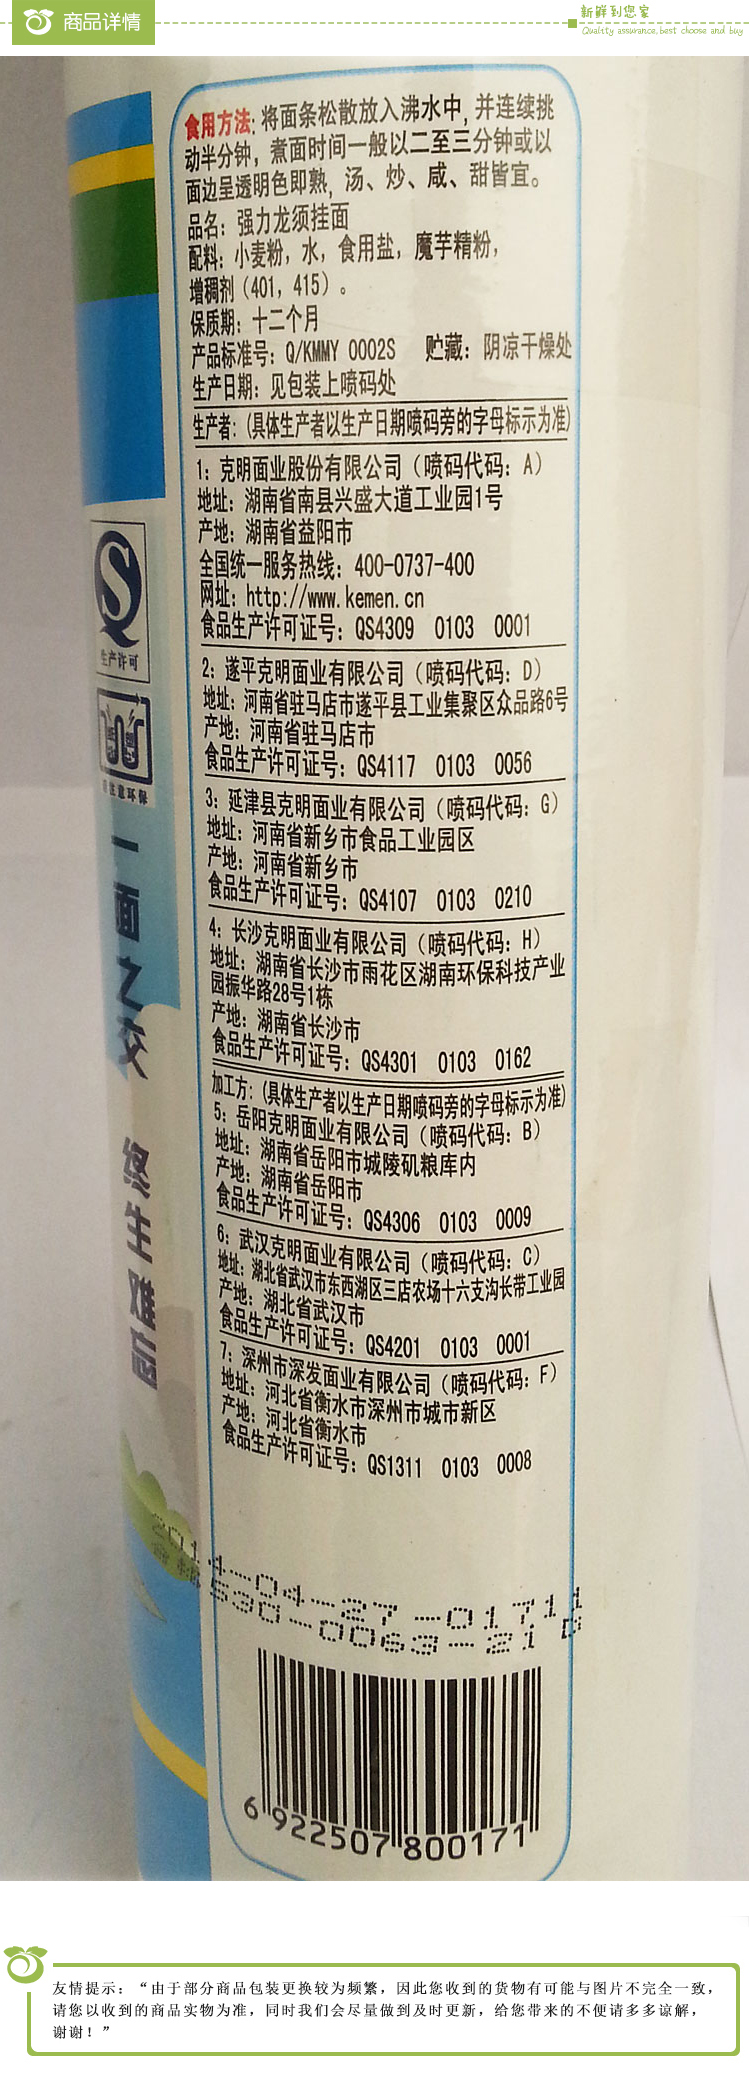 商品详情
新鲜到您家
Quality assurance,best choose and buy
食用方法：将面条松散放入沸水中，并连续挑
动半分钟，煮面时间一般以二至三分钟或以
面边呈透明色即熟，汤、炒、咸、甜皆宜。
品名：强力龙须挂面
配料：小麦粉，水，食用盐，魔芋精粉，
增稠剂（401，415）。
保质期：十二个月
产品标准号：Q/KMMY 0002S 贮藏：阴凉干燥处
生产日期：见包装上喷码处
生产者：(具体生产者以生产日期喷码旁的字母标示为准)
1：克明面业股份有限公司（喷码代码：A）
地址：湖南省南县兴盛大道工业园1号
产地：湖南省益阳市
全国统一服务热线：400-0737-400
网址：http://www.kemen.cn
食品生产许可证号：QS4309 0103 0001
2：遂平克明面业有限公司（喷码代码：D）
地址：河南省驻马店市遂平县工业集聚区众品路6号
产地：河南省驻马店市
食品生产许可证号：QS4117 0103 0056
3：延津县克明面业有限公司（喷码代码：G）
地址：河南省新乡市食品工业园区
产地：河南省新乡市
食品生产许可证号：QS4107 0103 0210
4：长沙克明面业有限公司（喷码代码：H）
地址：湖南省长沙市雨花区湖南环保科技产业
园振华路28号1栋
产地：湖南省长沙市
食品生产许可证号：QS4301 0103 0162
加工方：(具体生产者以生产日期喷码旁的字母标示为准)
5：岳阳克明面业有限公司（喷码代码：B）
地址：湖南省岳阳市城陵矶粮库内
产地：湖南省岳阳市
食品生产许可证号：QS4306 0103 0009
6：武汉克明面业有限公司（喷码代码：C）
地址：湖北省武汉市东西湖区三店农场十六支沟长带工业园
产地：湖北省武汉市
食品生产许可证号：QS4201 0103 0001
7：深州市深发面业有限公司（喷码代码：F）
地址：河北省衡水市深州市城市新区
产地：河北省衡水市
食品生产许可证号：QS1311 0103 0008
生产许可
注意环保
一面之交 终生难忘
2014-04-27-01711
530-0063-21 D
6 922507 800171
友情提示：“由于部分商品包装更换较为频繁，因此您收到的货物有可能与图片不完全一致，
请您以收到的商品实物为准，同时我们会尽量做到及时更新，给您带来的不便请多多谅解，
谢谢！”